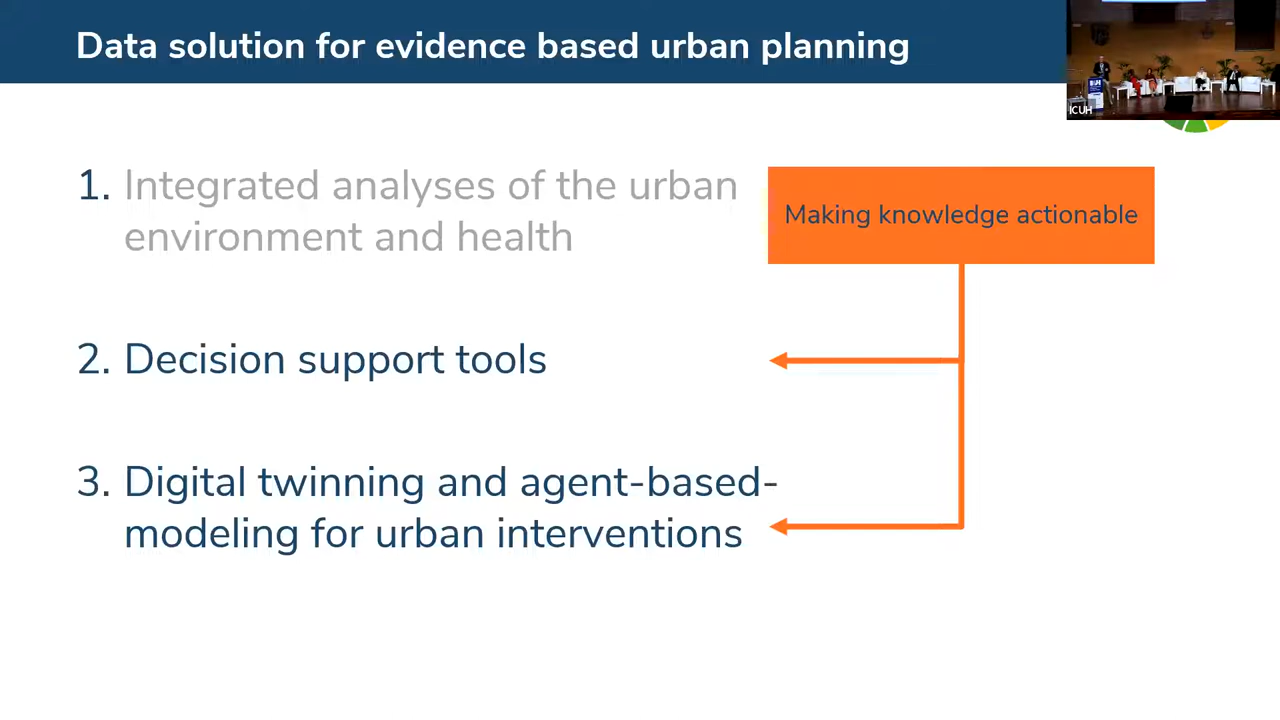 Data solution for evidence based urban planning
ICUH
1. Integrated analyses of the urban
environment and health
Making knowledge actionable
2. Decision support tools
3. Digital twinning and agent-based-
modeling for urban interventions